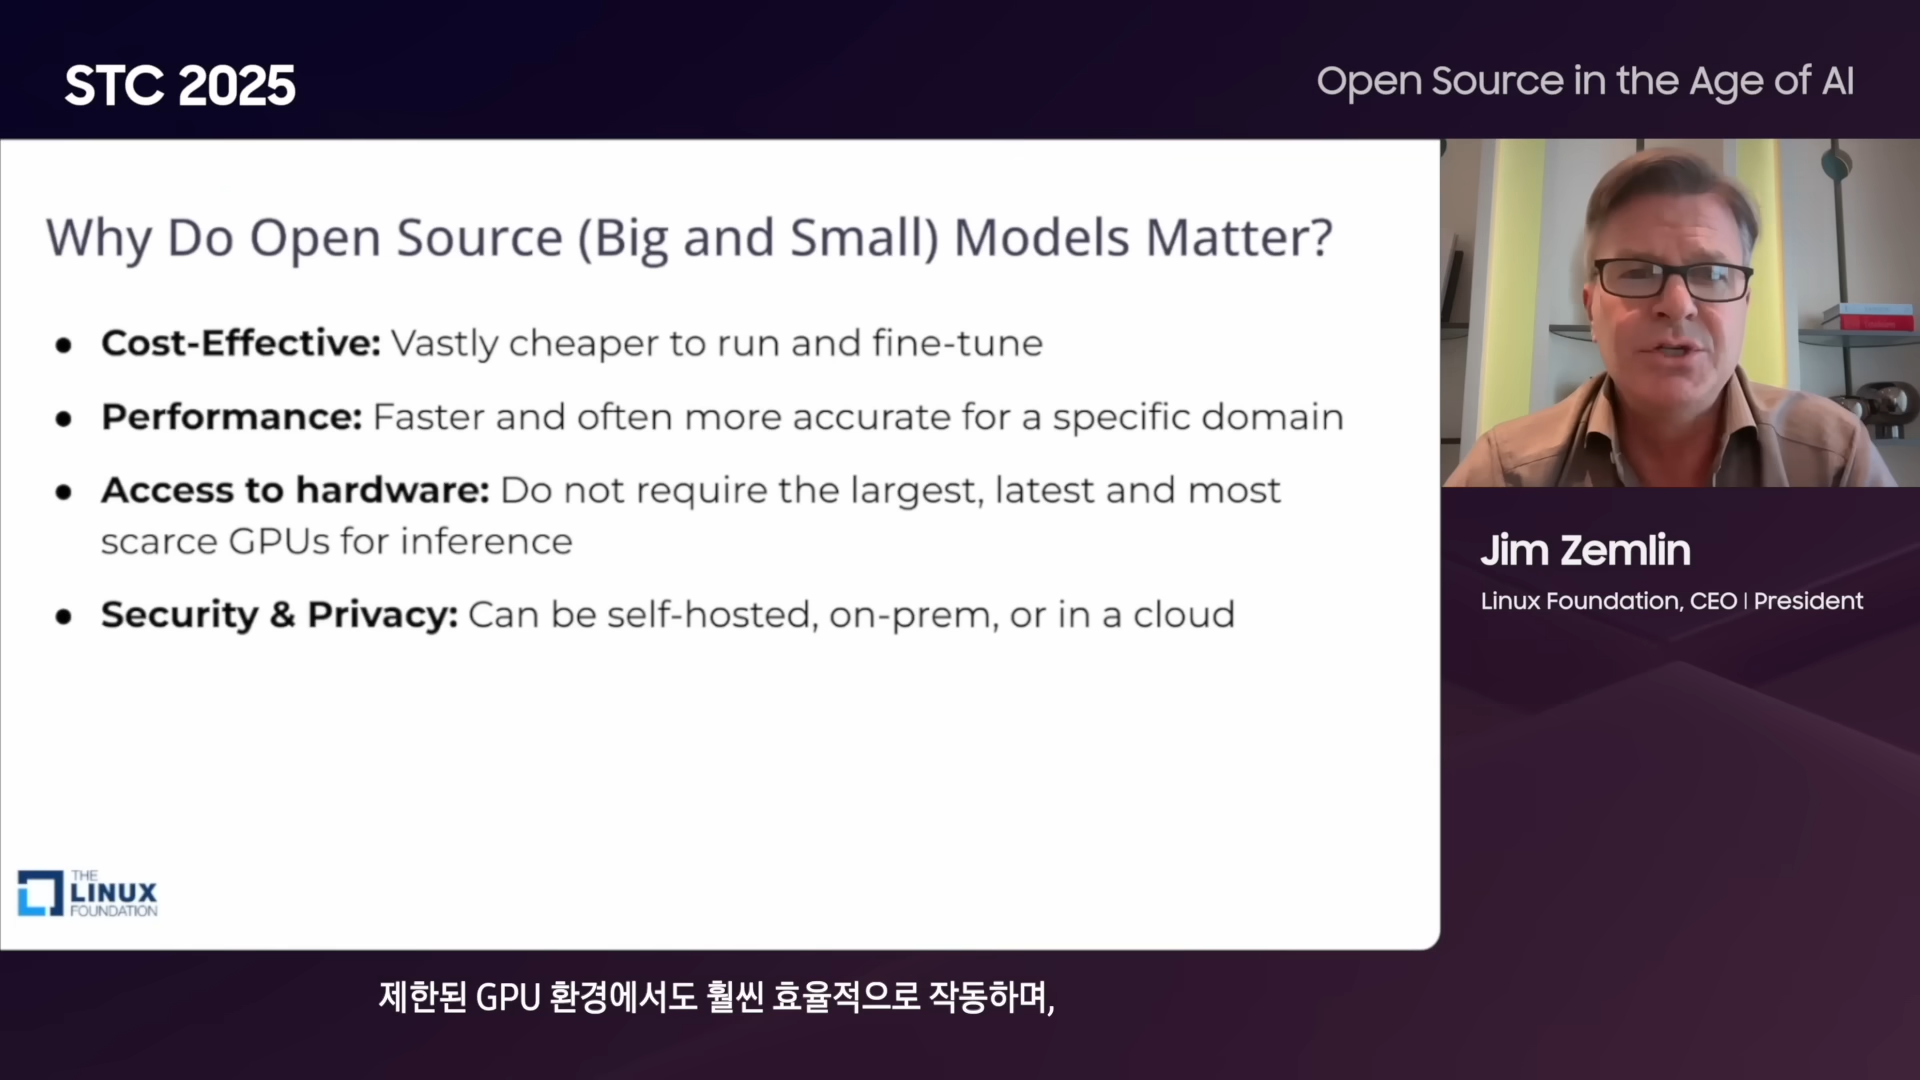 STC 2025
Open Source in the Age of AI
Why Do Open Source (Big and Small) Models Matter?
● Cost-Effective: Vastly cheaper to run and fine-tune
● Performance: Faster and often more accurate for a specific domain
● Access to hardware: Do not require the largest, latest and most
scarce GPUs for inference
● Security & Privacy: Can be self-hosted, on-prem, or in a cloud
Jim Zemlin
Linux Foundation, CEO | President
THE
LINUX
FOUNDATION
제한된 GPU 환경에서도 훨씬 효율적으로 작동하며,